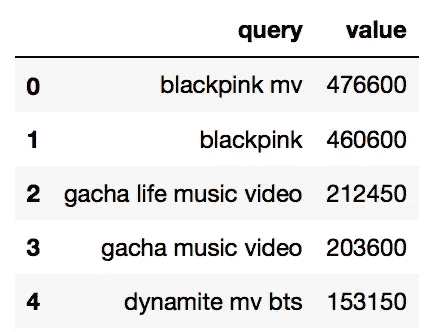 query value
0 blackpink mv 476600
1 blackpink 460600
2 gacha life music video 212450
3 gacha music video 203600
4 dynamite mv bts 153150